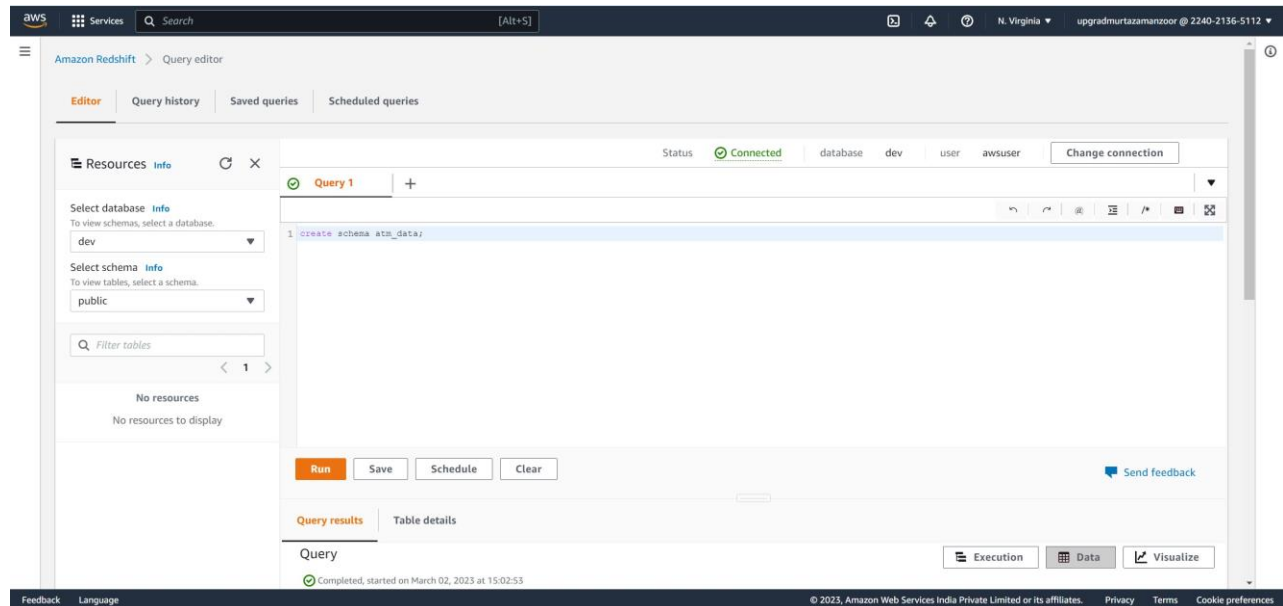 aws
Services
Search
[Alt+S]
N. Virginia
upgradmurtazamanzoor @ 2240-2136-5112
Amazon Redshift > Query editor
Editor
Query history
Saved queries
Scheduled queries
Resources Info
Status
Connected
database
dev
user
awsuser
Change connection
Query 1
+
Select database Info
To view schemas, select a database.
dev
Select schema Info
To view tables, select a schema.
public
Filter tables
< 1 >
No resources
No resources to display
1 create schema atm_data;
Run
Save
Schedule
Clear
Send feedback
Query results
Table details
Query
Execution
Data
Visualize
Completed, started on March 02, 2023 at 15:02:53
Feedback
Language
© 2023, Amazon Web Services India Private Limited or its affiliates.
Privacy
Terms
Cookie preferences